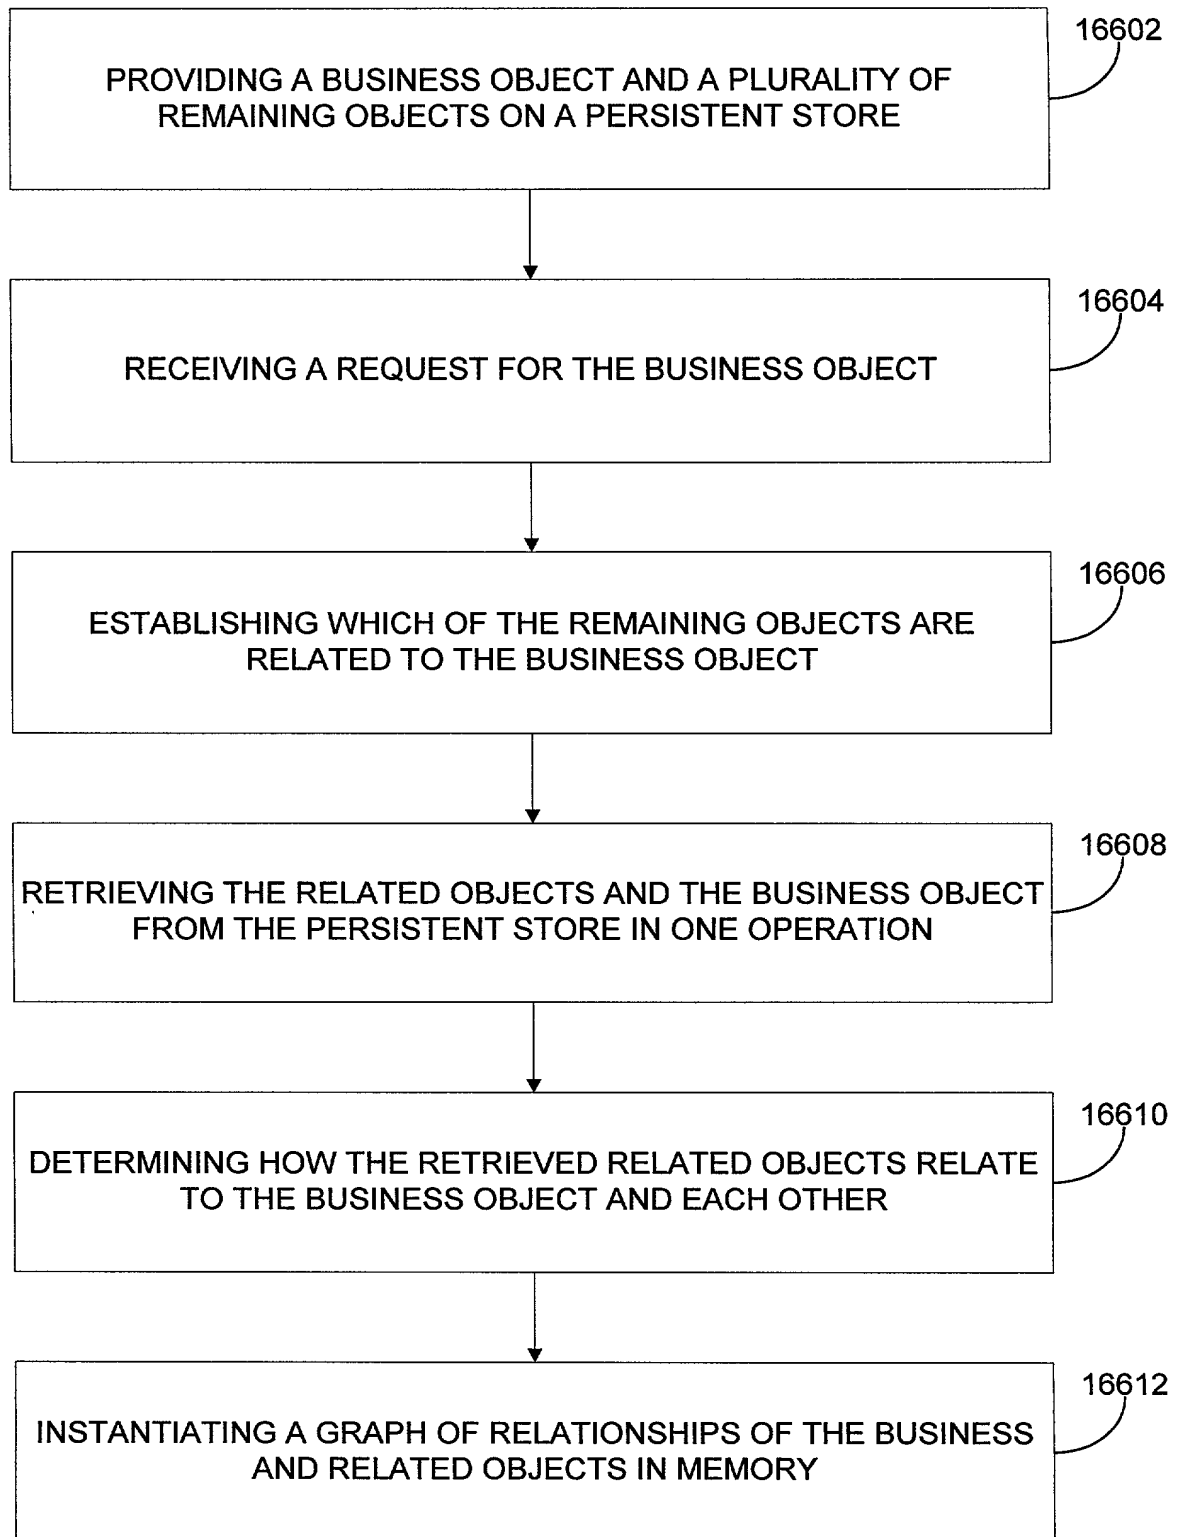 16602
PROVIDING A BUSINESS OBJECT AND A PLURALITY OF
REMAINING OBJECTS ON A PERSISTENT STORE
16604
RECEIVING A REQUEST FOR THE BUSINESS OBJECT
16606
ESTABLISHING WHICH OF THE REMAINING OBJECTS ARE
RELATED TO THE BUSINESS OBJECT
16608
RETRIEVING THE RELATED OBJECTS AND THE BUSINESS OBJECT
FROM THE PERSISTENT STORE IN ONE OPERATION
16610
DETERMINING HOW THE RETRIEVED RELATED OBJECTS RELATE
TO THE BUSINESS OBJECT AND EACH OTHER
16612
INSTANTIATING A GRAPH OF RELATIONSHIPS OF THE BUSINESS
AND RELATED OBJECTS IN MEMORY